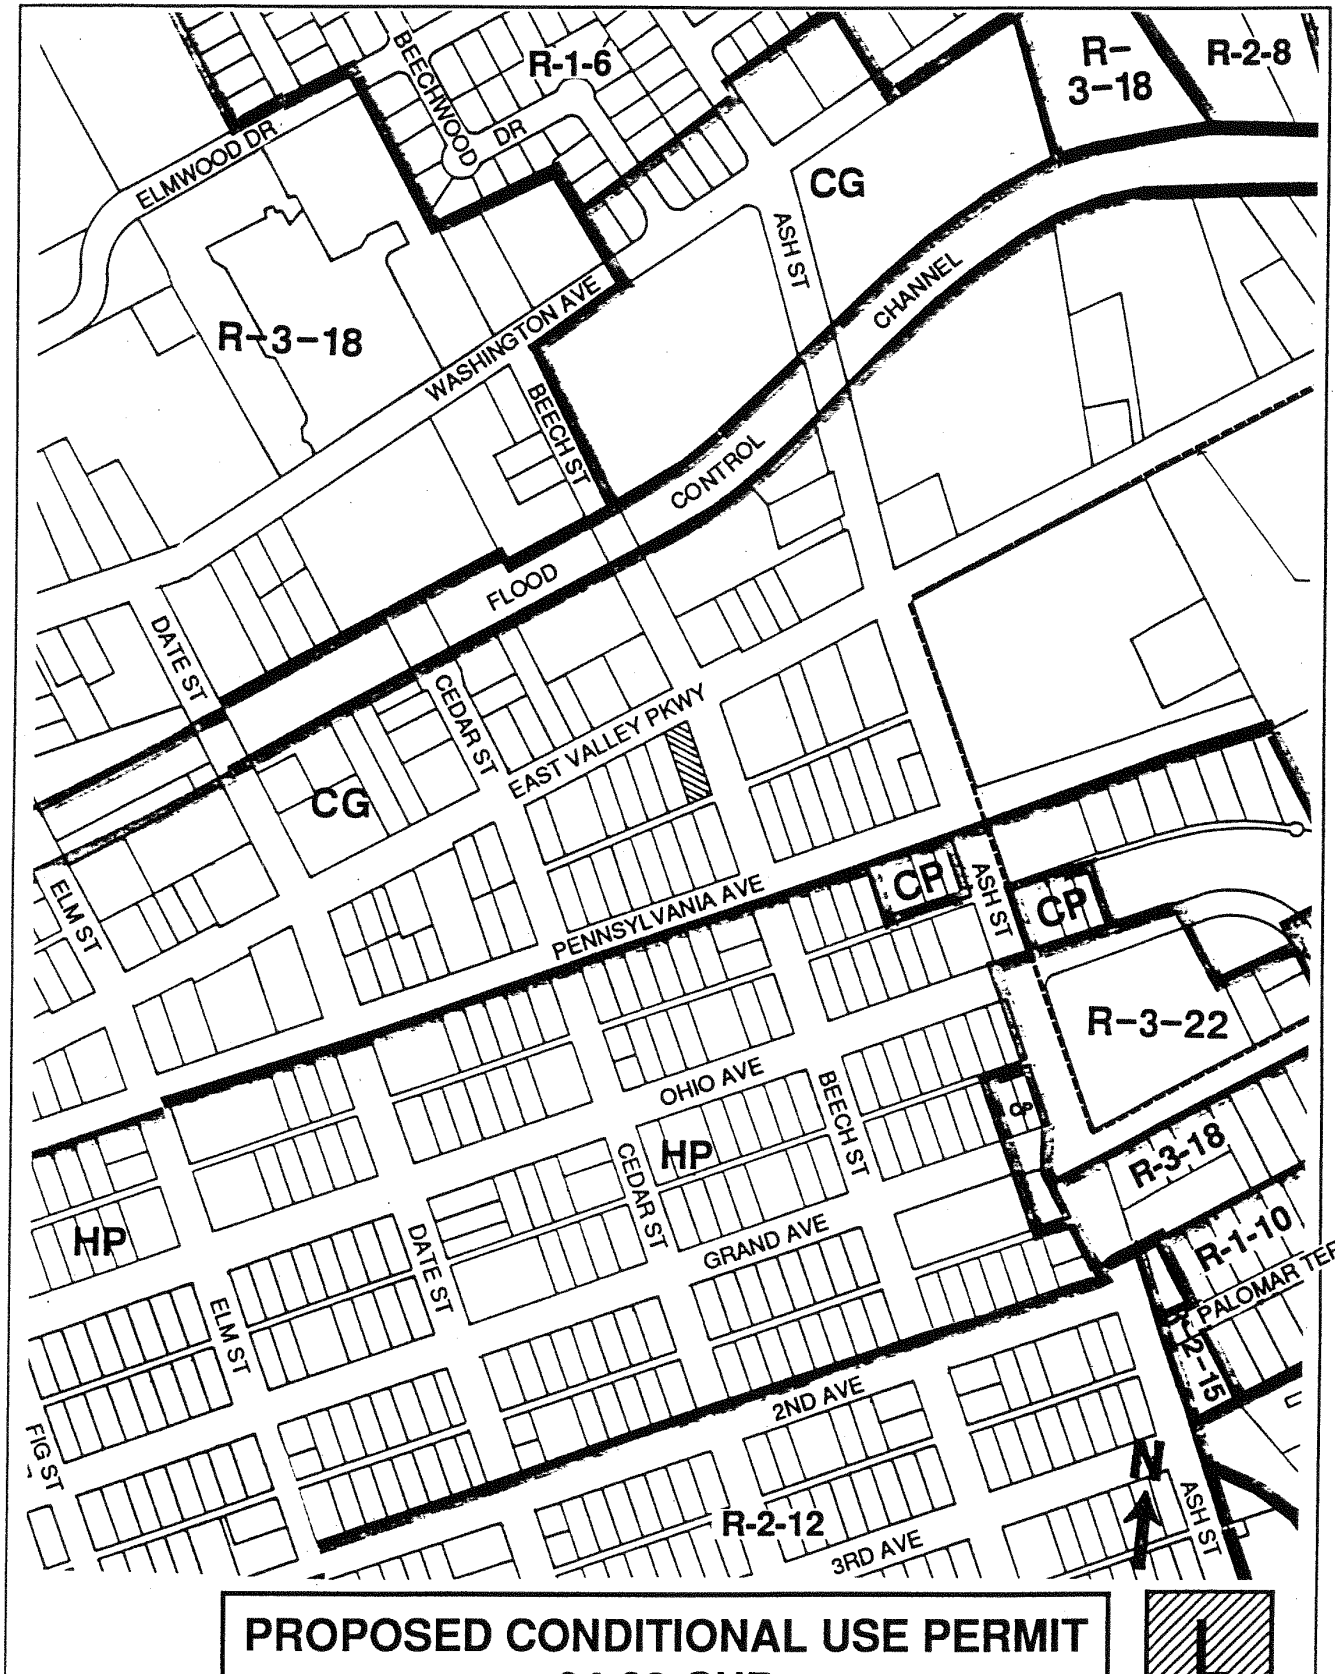 BEECHWOOD
DR
R-1-6
R-
3-18
R-2-8
ELMWOOD DR
CG
ASH ST
CHANNEL
R-3-18
WASHINGTON AVE
BEECH ST
CONTROL
FLOOD
DATE ST
CEDAR ST
EAST VALLEY PKWY
CG
ELM ST
PENNSYLVANIA AVE
CP
ASH ST
CP
R-3-22
OHIO AVE
BEECH ST
CP
HP
CEDAR ST
R-3-18
HP
GRAND AVE
DATE ST
R-1-10
PALOMAR TER
ELM ST
2-15
2ND AVE
FIG ST
N
ASH ST
R-2-12
3RD AVE
PROPOSED CONDITIONAL USE PERMIT